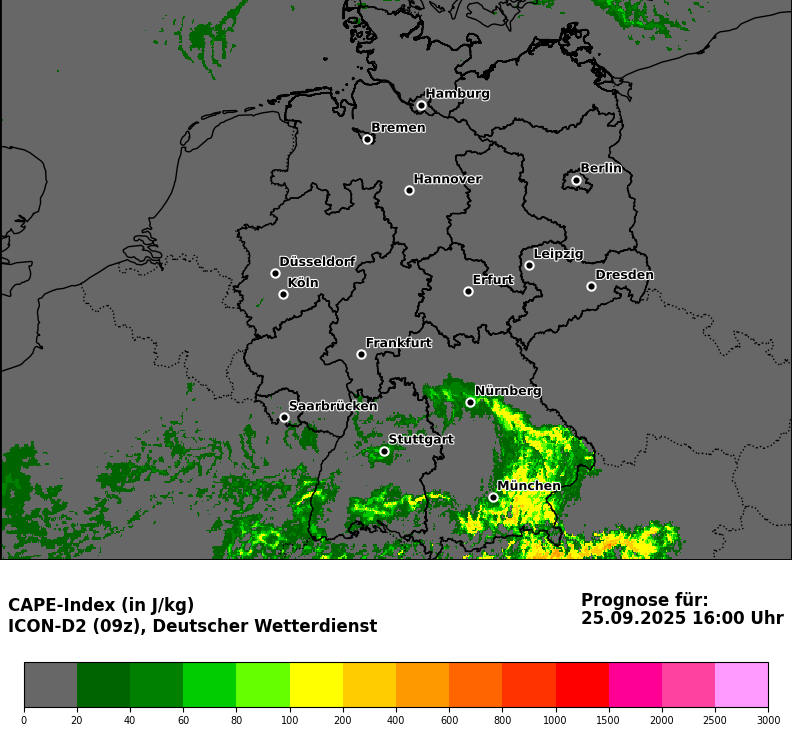 Hamburg
Bremen
Berlin
Hannover
Leipzig
Düsseldorf
Dresden
Köln
Erfurt
Frankfurt
Nürnberg
Saarbrücken
Stuttgart
München
CAPE-Index (in J/kg)
ICON-D2 (09z), Deutscher Wetterdienst
Prognose für:
25.09.2025 16:00 Uhr
0 20 40 60 80 100 200 400 600 800 1000 1500 2000 2500 3000